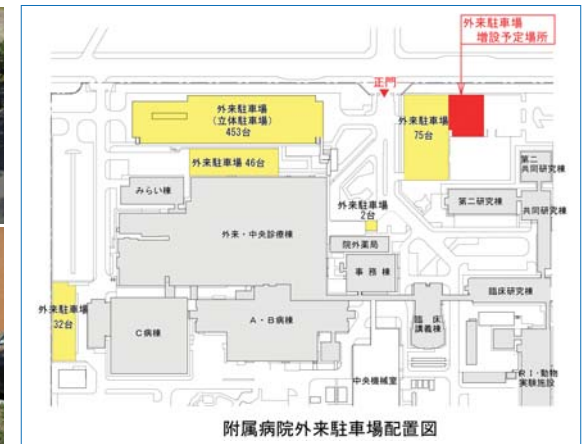 外来駐車場
増設予定場所
正門
外来駐車場
(立体駐車場)
453台
外来駐車場
75台
外来駐車場 46台
第二
共同研究棟
みらい棟
第二研究棟
共同研究棟
外来駐車場
2台
外来・中央診療棟
院外薬局
事務棟
臨床研究棟
外来駐車場
32台
C病棟
A・B病棟
臨床
講義棟
中央機械室
RI・動物
実験施設
附属病院外来駐車場配置図